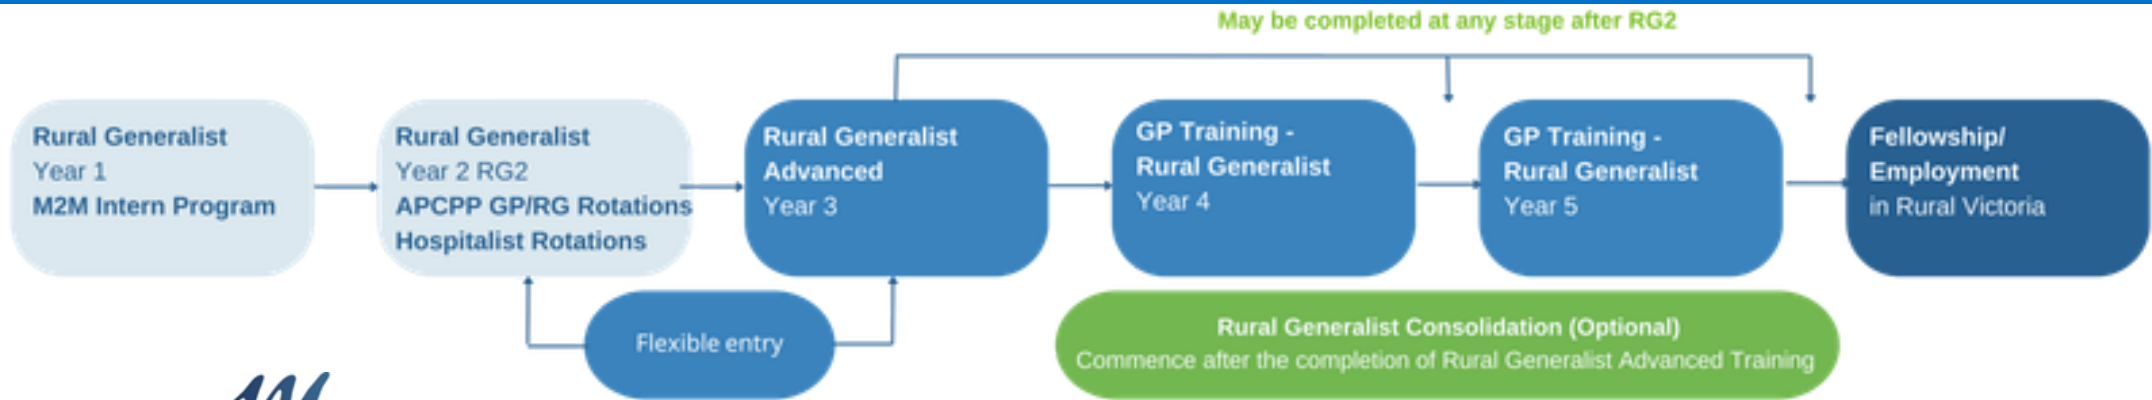 May be completed at any stage after RG2
Rural Generalist
Year 1
M2M Intern Program
Rural Generalist
Year 2 RG2
APCPP GP/RG Rotations
Hospitalist Rotations
Rural Generalist
Advanced
Year 3
GP Training -
Rural Generalist
Year 4
GP Training -
Rural Generalist
Year 5
Fellowship/
Employment
in Rural Victoria
Flexible entry
Rural Generalist Consolidation (Optional)
Commence after the completion of Rural Generalist Advanced Training